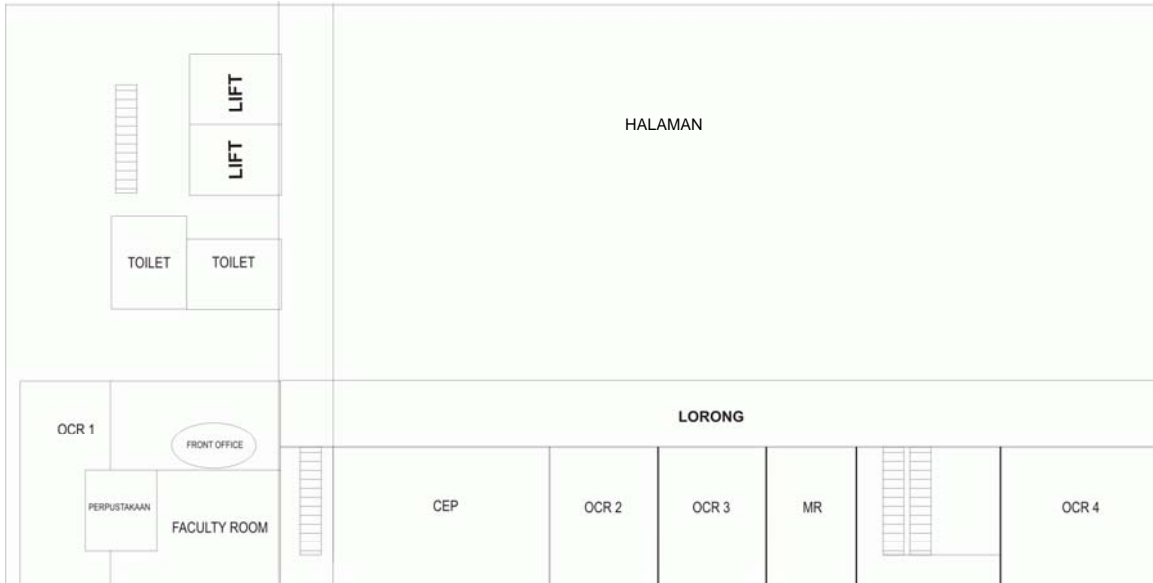 LIFT
HALAMAN
LIFT
TOILET
TOILET
LORONG
OCR 1
FRONT OFFICE
PERPUSTAKAAN
FACULTY ROOM
CEP
OCR 2
OCR 3
MR
OCR 4